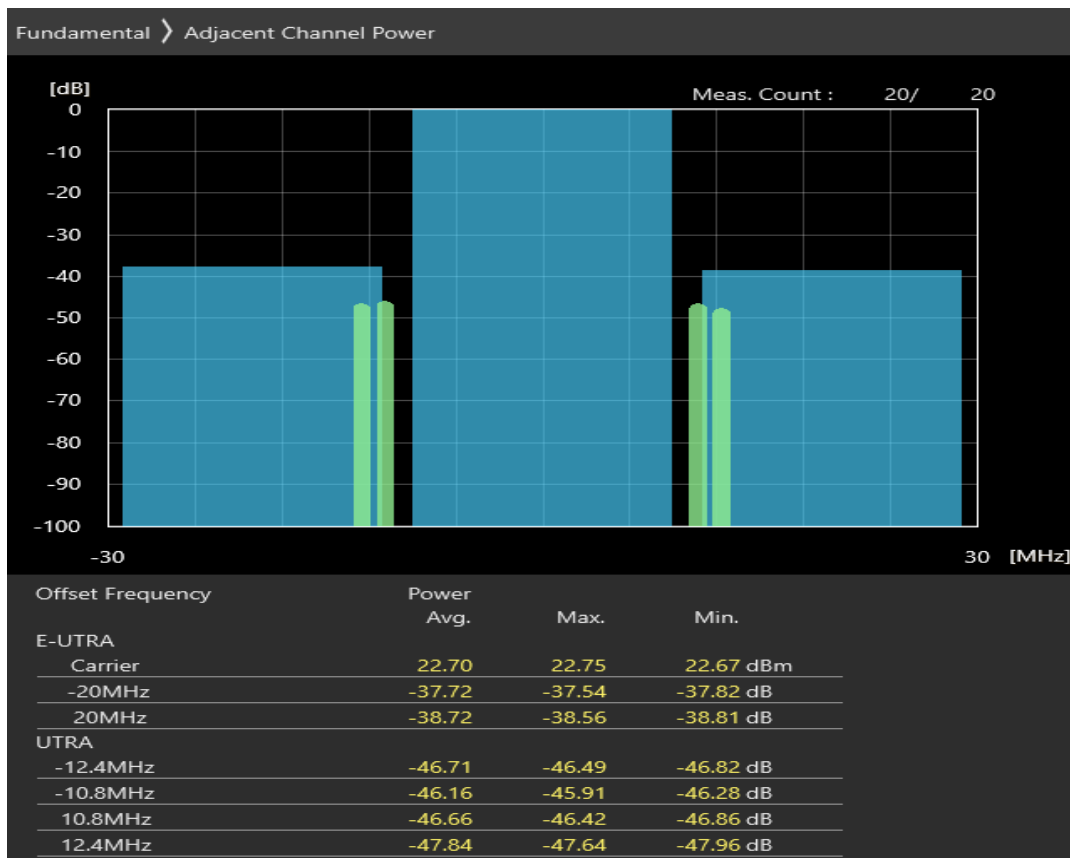 Fundamental 〉 Adjacent Channel Power
[dB]
Meas. Count : 20/ 20
0
-10
-20
-30
-40
-50
-60
-70
-80
-90
-100
-30 30 [MHz]
Offset Frequency Power
Avg. Max. Min.
E-UTRA
Carrier 22.70 22.75 22.67 dBm
-20MHz -37.72 -37.54 -37.82 dB
20MHz -38.72 -38.56 -38.81 dB
UTRA
-12.4MHz -46.71 -46.49 -46.82 dB
-10.8MHz -46.16 -45.91 -46.28 dB
10.8MHz -46.66 -46.42 -46.86 dB
12.4MHz -47.84 -47.64 -47.96 dB